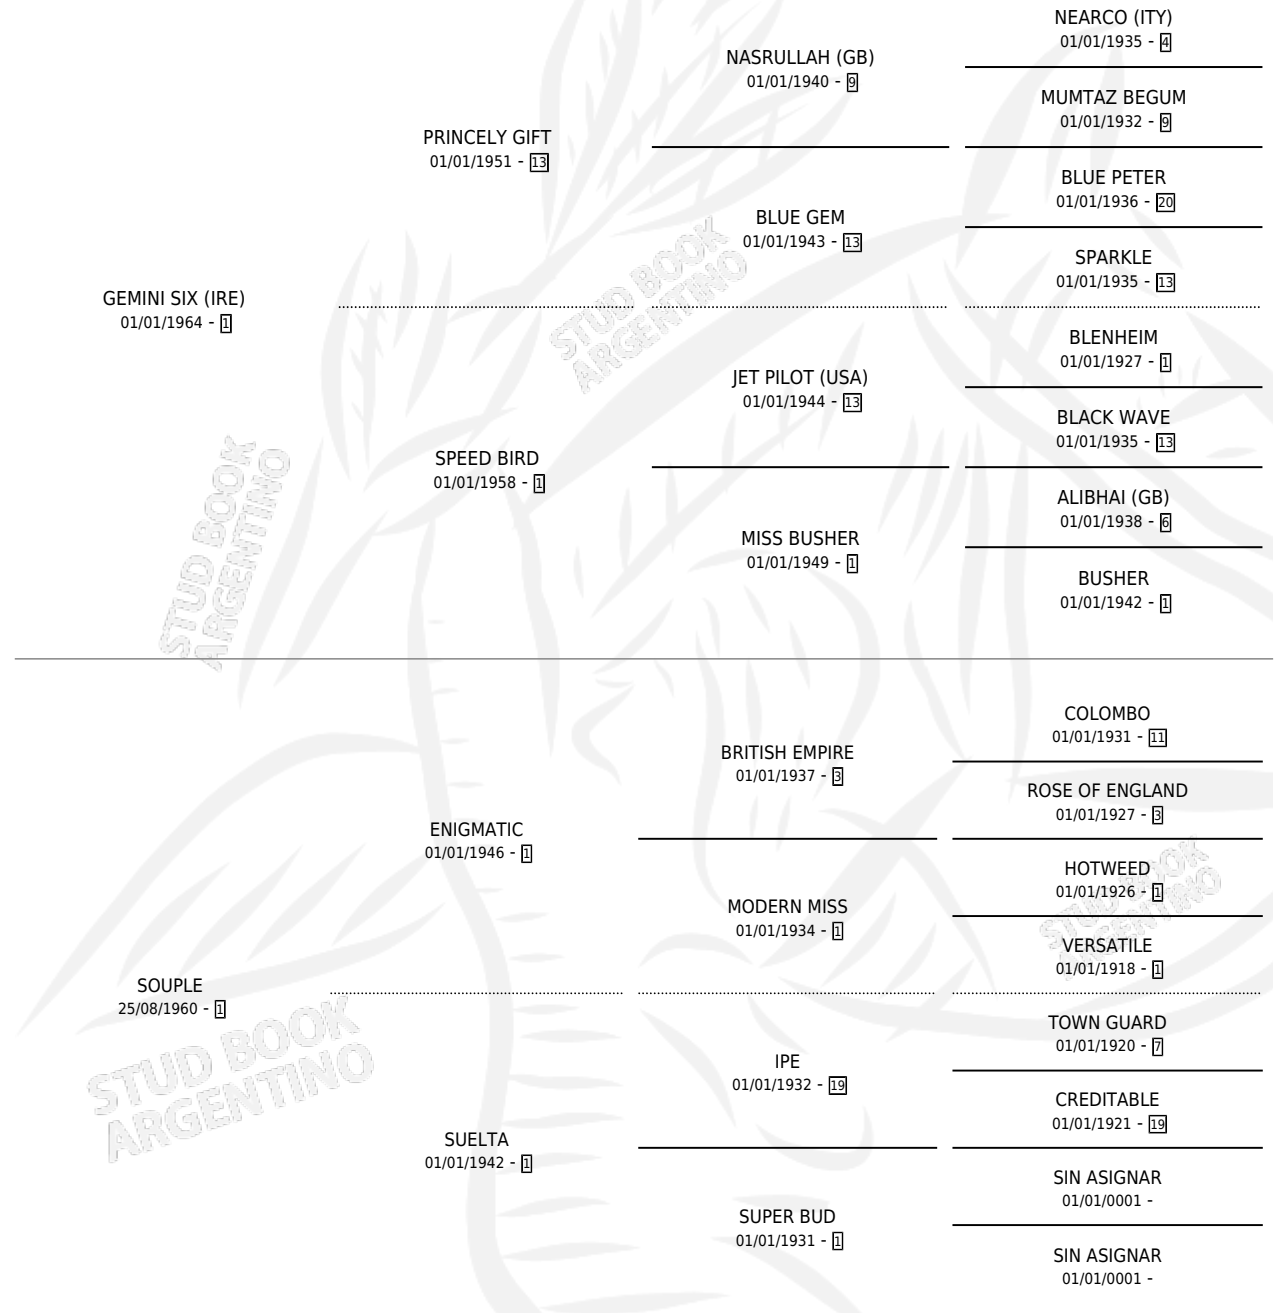 NEARCO (ITY)
01/01/1935 - 4
NASRULLAH (GB)
01/01/1940 - 9
MUMTAZ BEGUM
01/01/1932 - 9
PRINCELY GIFT
01/01/1951 - 13
BLUE PETER
01/01/1936 - 20
BLUE GEM
01/01/1943 - 13
SPARKLE
01/01/1935 - 13
GEMINI SIX (IRE)
01/01/1964 - 1
BLENHEIM
01/01/1927 - 1
JET PILOT (USA)
01/01/1944 - 13
BLACK WAVE
01/01/1935 - 13
SPEED BIRD
01/01/1958 - 1
ALIBHAI (GB)
01/01/1938 - 6
MISS BUSHER
01/01/1949 - 1
BUSHER
01/01/1942 - 1
COLOMBO
01/01/1931 - 11
BRITISH EMPIRE
01/01/1937 - 3
ROSE OF ENGLAND
01/01/1927 - 3
ENIGMATIC
01/01/1946 - 1
HOTWEED
01/01/1926 - 1
MODERN MISS
01/01/1934 - 1
VERSATILE
01/01/1918 - 1
SOUPLE
25/08/1960 - 1
TOWN GUARD
01/01/1920 - 7
IPE
01/01/1932 - 19
CREDITABLE
01/01/1921 - 19
SUELTA
01/01/1942 - 1
SIN ASIGNAR
01/01/0001 -
SUPER BUD
01/01/1931 - 1
SIN ASIGNAR
01/01/0001 -
STUD BOOK
ARGENTINO
STUD BOOK
ARGENTINO
STUD BOOK
ARGENTINO
STUD BOOK
ARGENTINO